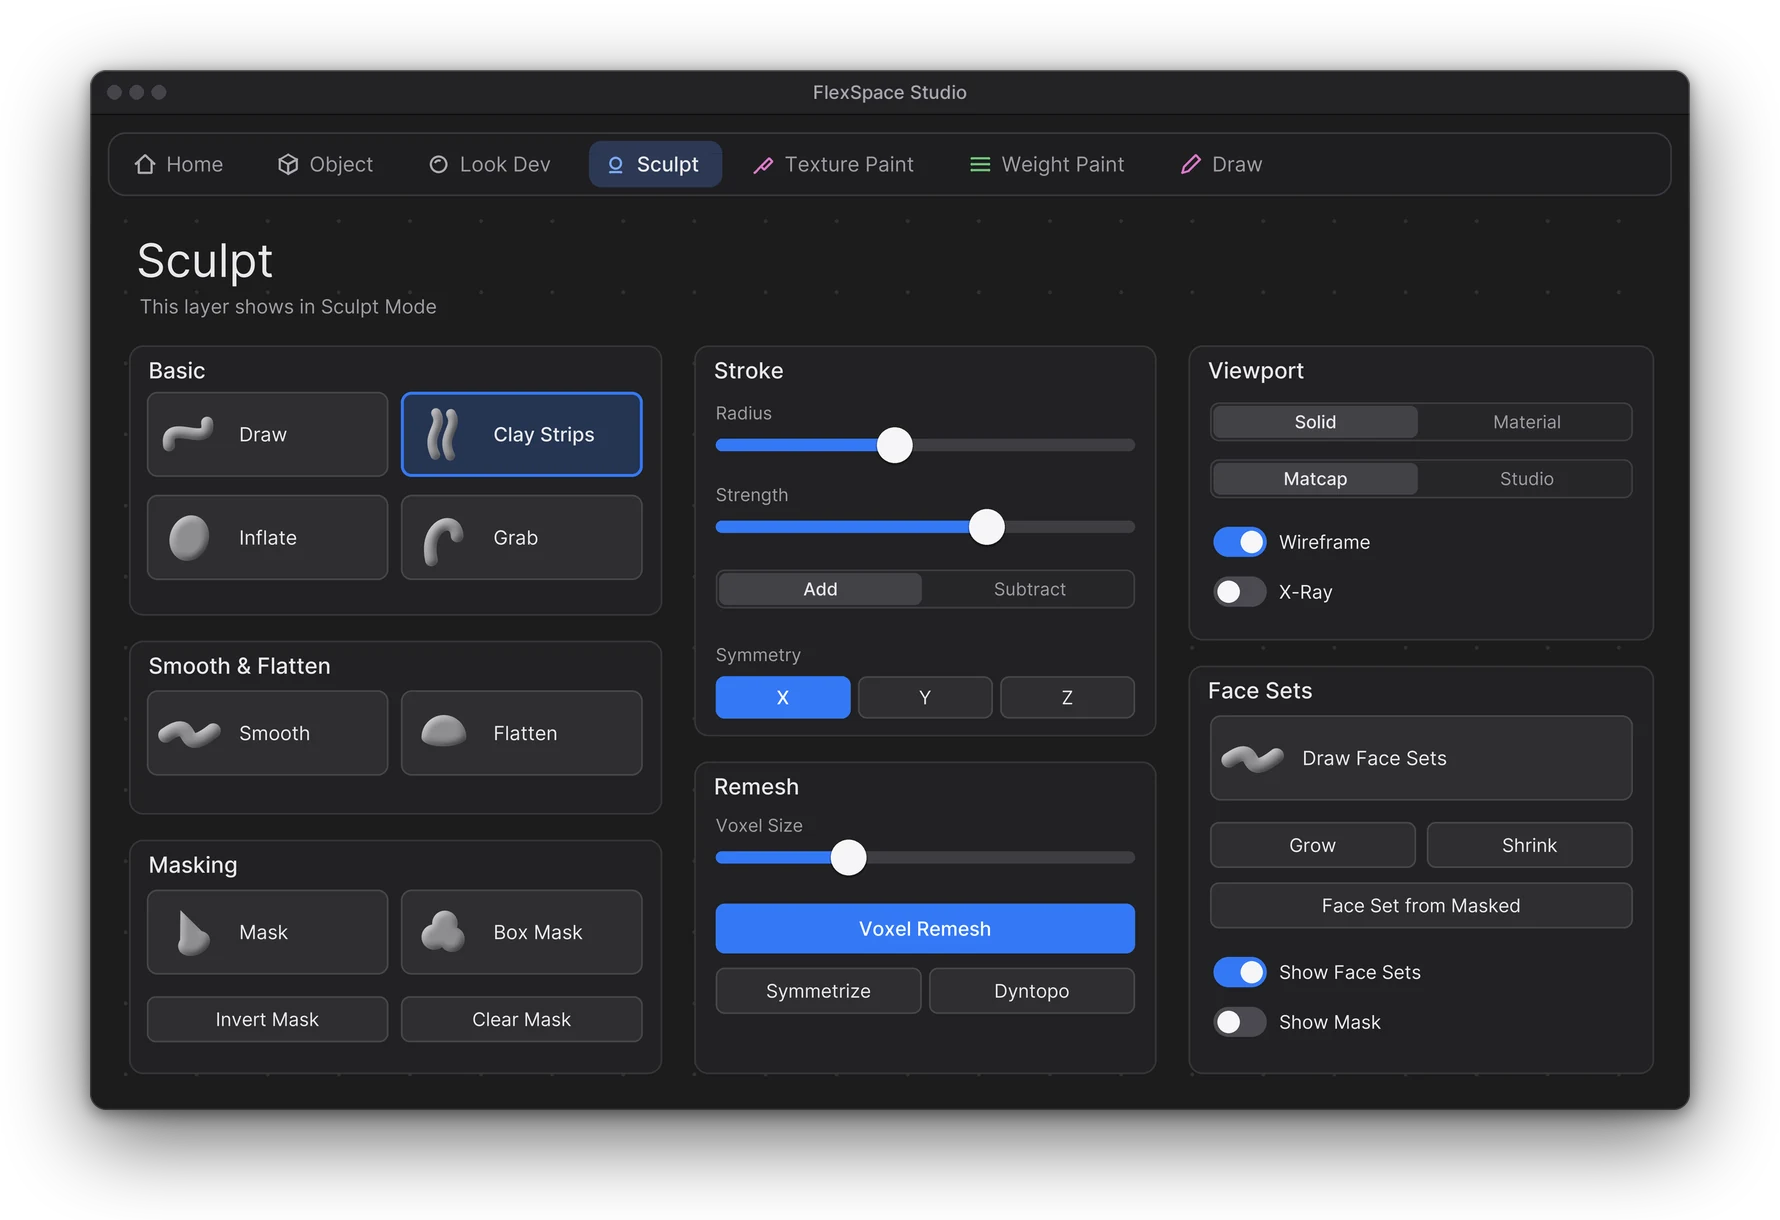 FlexSpace Studio
Home
Object
Look Dev
Sculpt
Texture Paint
Weight Paint
Draw
Sculpt
This layer shows in Sculpt Mode
Basic
Draw
Clay Strips
Inflate
Grab
Smooth & Flatten
Smooth
Flatten
Masking
Mask
Box Mask
Invert Mask
Clear Mask
Stroke
Radius
Strength
Add
Subtract
Symmetry
X
Y
Z
Remesh
Voxel Size
Voxel Remesh
Symmetrize
Dyntopo
Viewport
Solid
Material
Matcap
Studio
Wireframe
X-Ray
Face Sets
Draw Face Sets
Grow
Shrink
Face Set from Masked
Show Face Sets
Show Mask